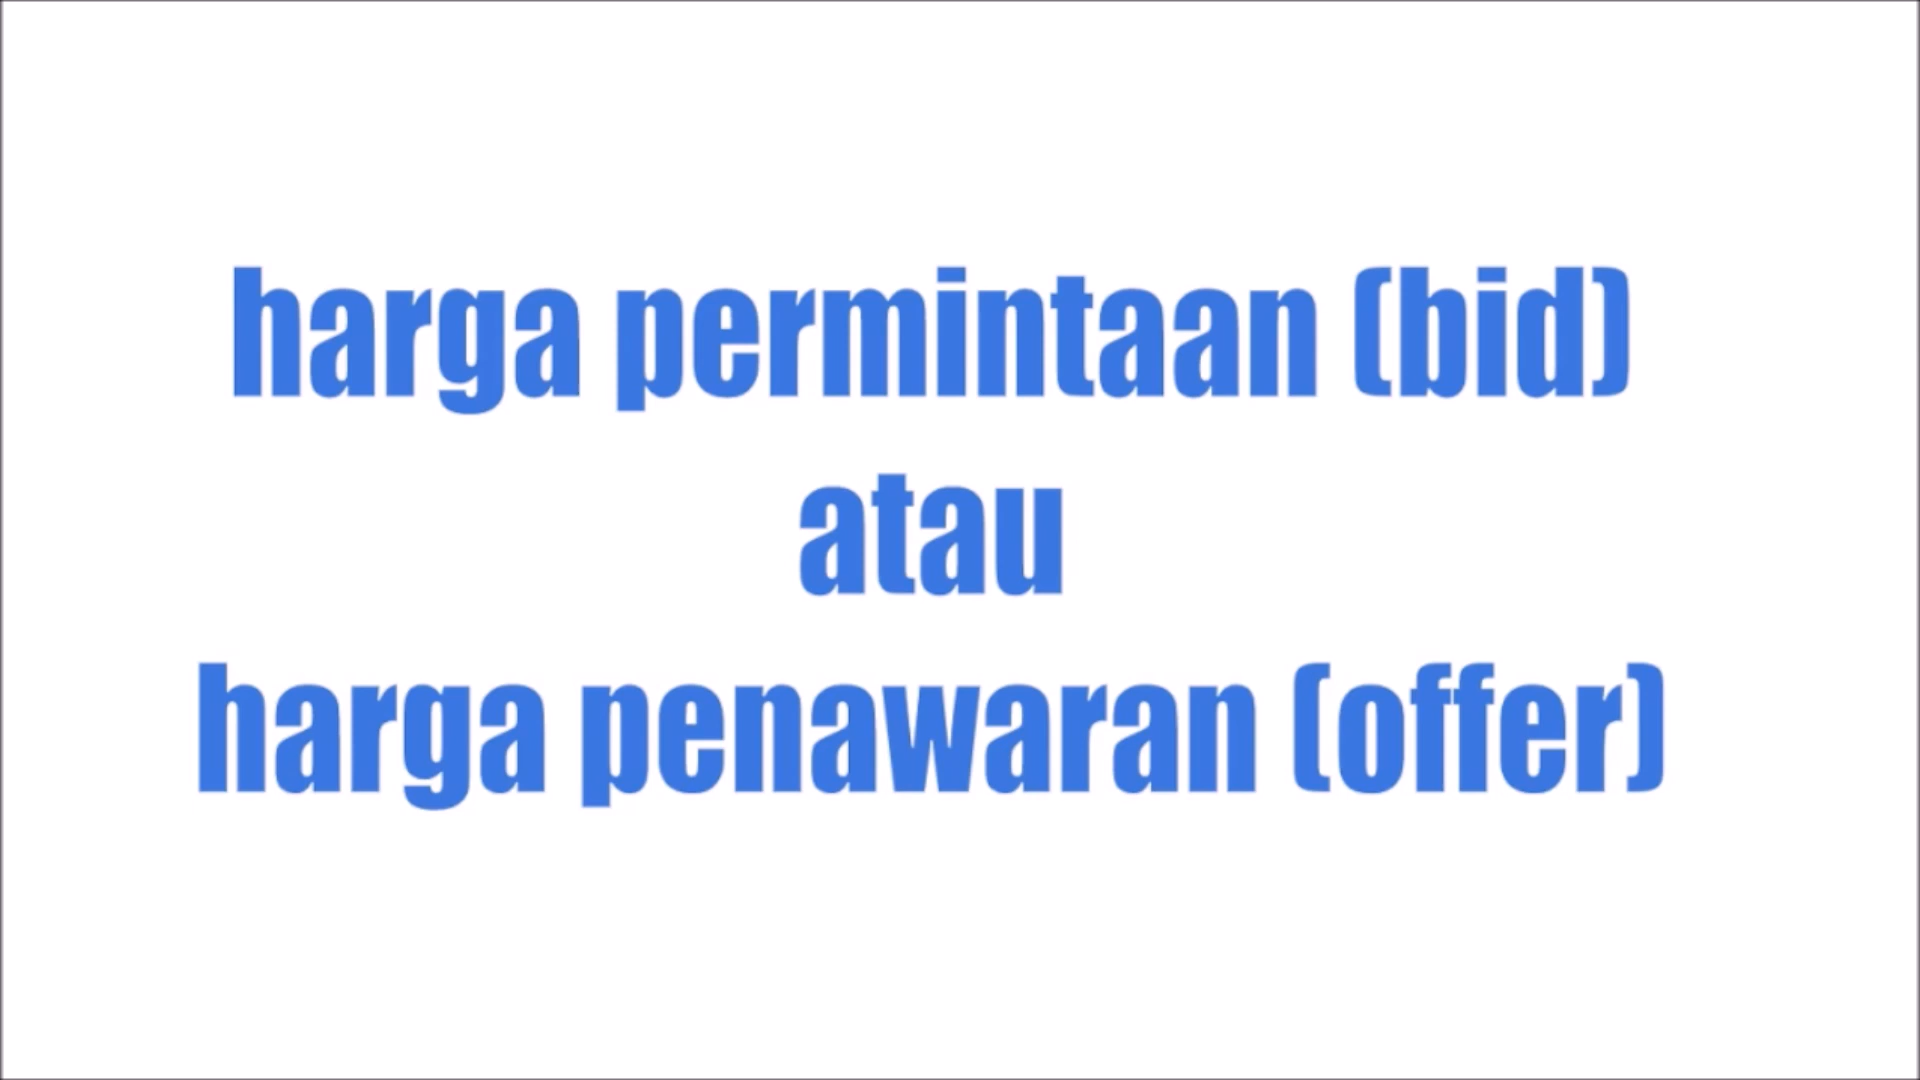 harga permintaan (bid)
atau
harga penawaran (offer)